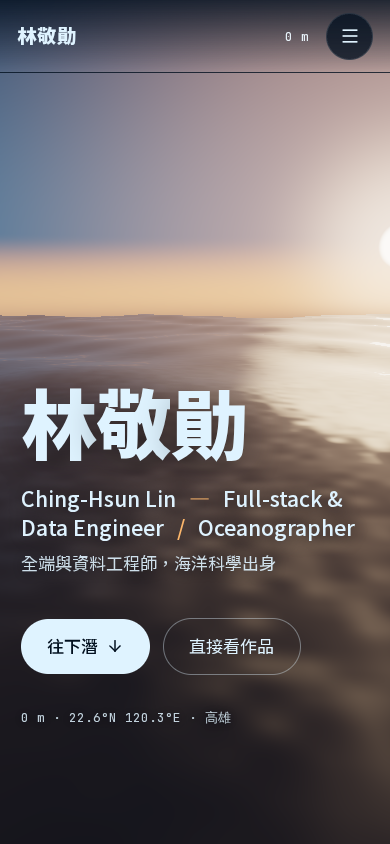 林敬勛
0 m
林敬勛
Ching-Hsun Lin — Full-stack &
Data Engineer / Oceanographer
全端與資料工程師，海洋科學出身
往下潛 ↓
直接看作品
0 m · 22.6°N 120.3°E · 高雄